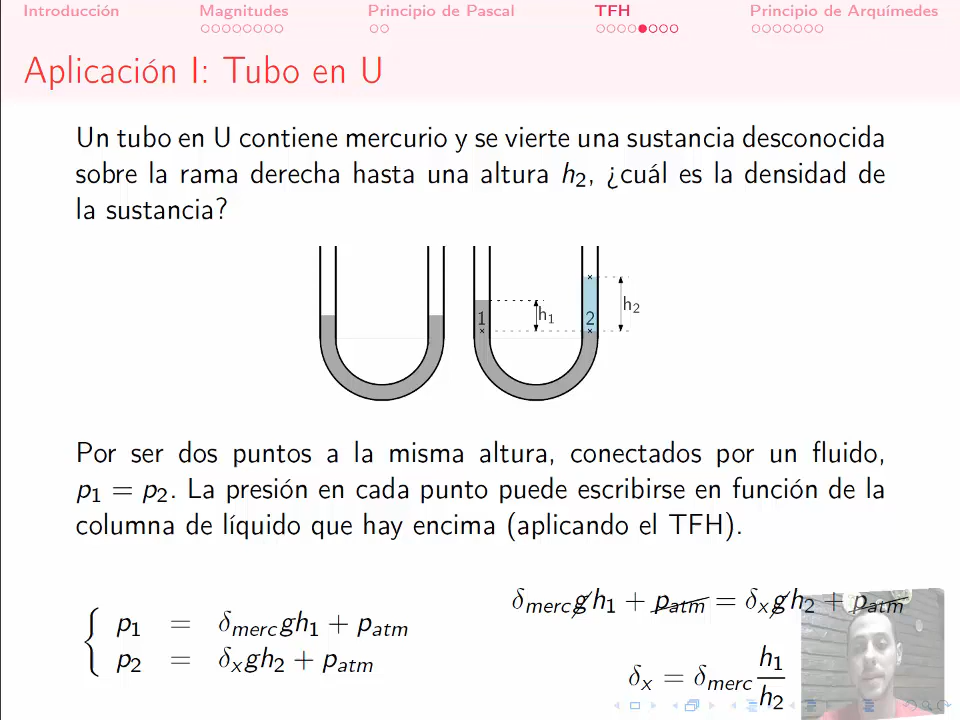 Introducción Magnitudes Principio de Pascal TFH Principio de Arquímedes
Aplicación I: Tubo en U
Un tubo en U contiene mercurio y se vierte una sustancia desconocida
sobre la rama derecha hasta una altura h₂, ¿cuál es la densidad de
la sustancia?
1 h₁ 2 h₂
Por ser dos puntos a la misma altura, conectados por un fluido,
p₁ = p₂. La presión en cada punto puede escribirse en función de la
columna de líquido que hay encima (aplicando el TFH).
δmerc g h₁ + patm = δx g h₂ + patm
p₁ = δmerc gh₁ + patm
p₂ = δx gh₂ + patm
δx = δmerc h₁/h₂